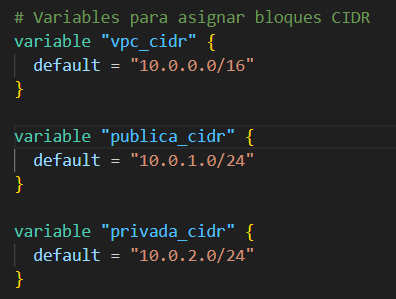 # Variables para asignar bloques CIDR
variable "vpc_cidr" {
  default = "10.0.0.0/16"
}

variable "publica_cidr" {
  default = "10.0.1.0/24"
}

variable "privada_cidr" {
  default = "10.0.2.0/24"
}